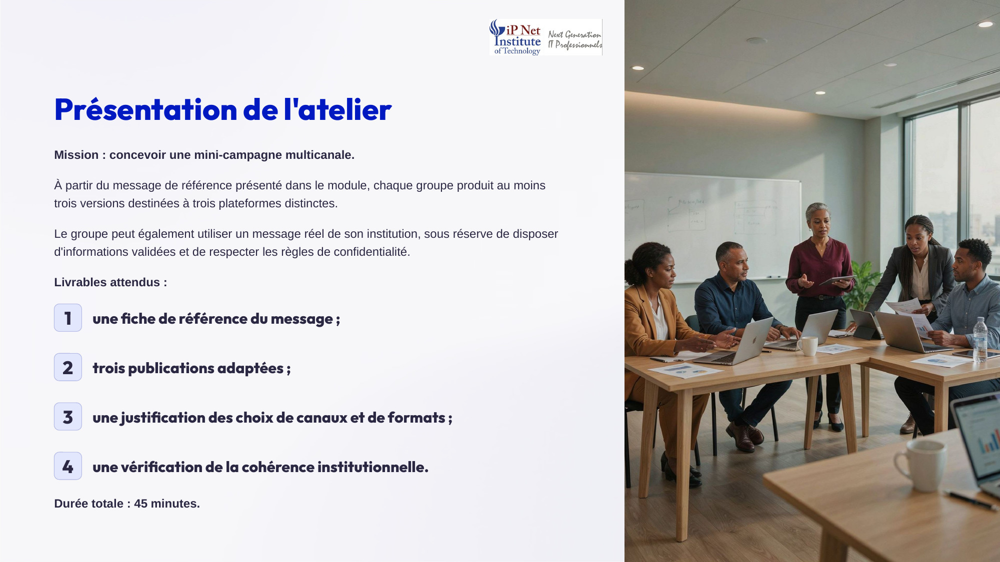 iP Net
Institute
of Technology
Next Generation
IT Professionnels
Présentation de l'atelier
Mission : concevoir une mini-campagne multicanale.
À partir du message de référence présenté dans le module, chaque groupe produit au moins
trois versions destinées à trois plateformes distinctes.
Le groupe peut également utiliser un message réel de son institution, sous réserve de disposer
d'informations validées et de respecter les règles de confidentialité.
Livrables attendus :
1 une fiche de référence du message ;
2 trois publications adaptées ;
3 une justification des choix de canaux et de formats ;
4 une vérification de la cohérence institutionnelle.
Durée totale : 45 minutes.